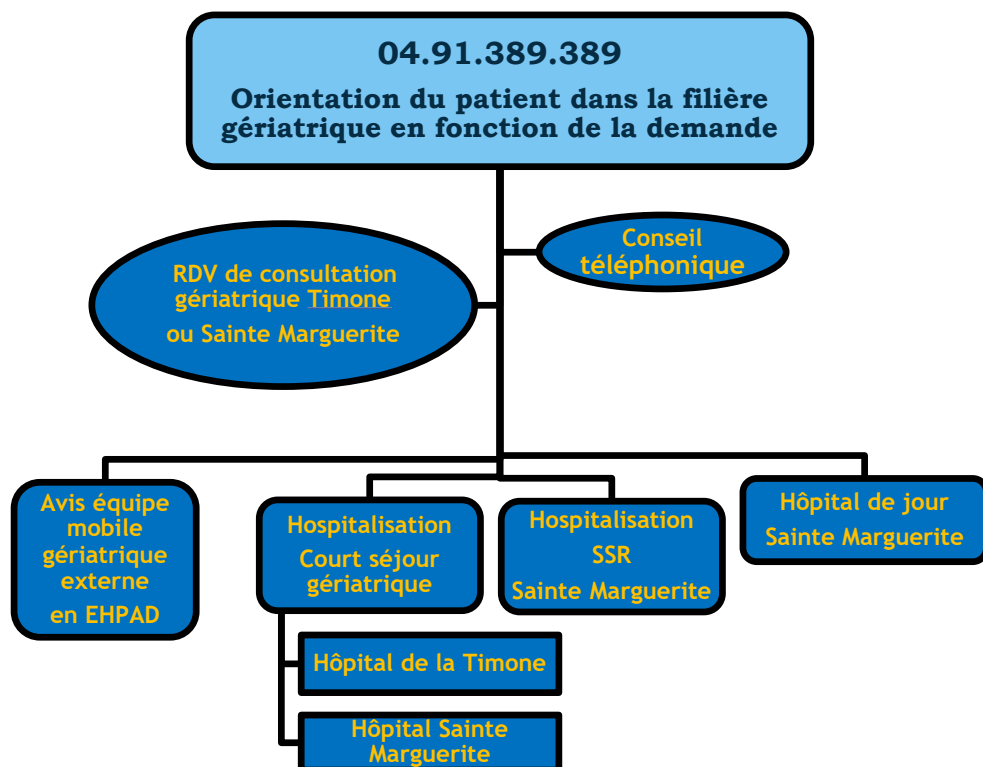 04.91.389.389
Orientation du patient dans la filière
gériatrique en fonction de la demande
Conseil
téléphonique
RDV de consultation
gériatrique Timone
ou Sainte Marguerite
Avis équipe
mobile
gériatrique
externe
en EHPAD
Hospitalisation
Court séjour
gériatrique
Hospitalisation
SSR
Sainte Marguerite
Hôpital de jour
Sainte Marguerite
Hôpital de la Timone
Hôpital Sainte
Marguerite